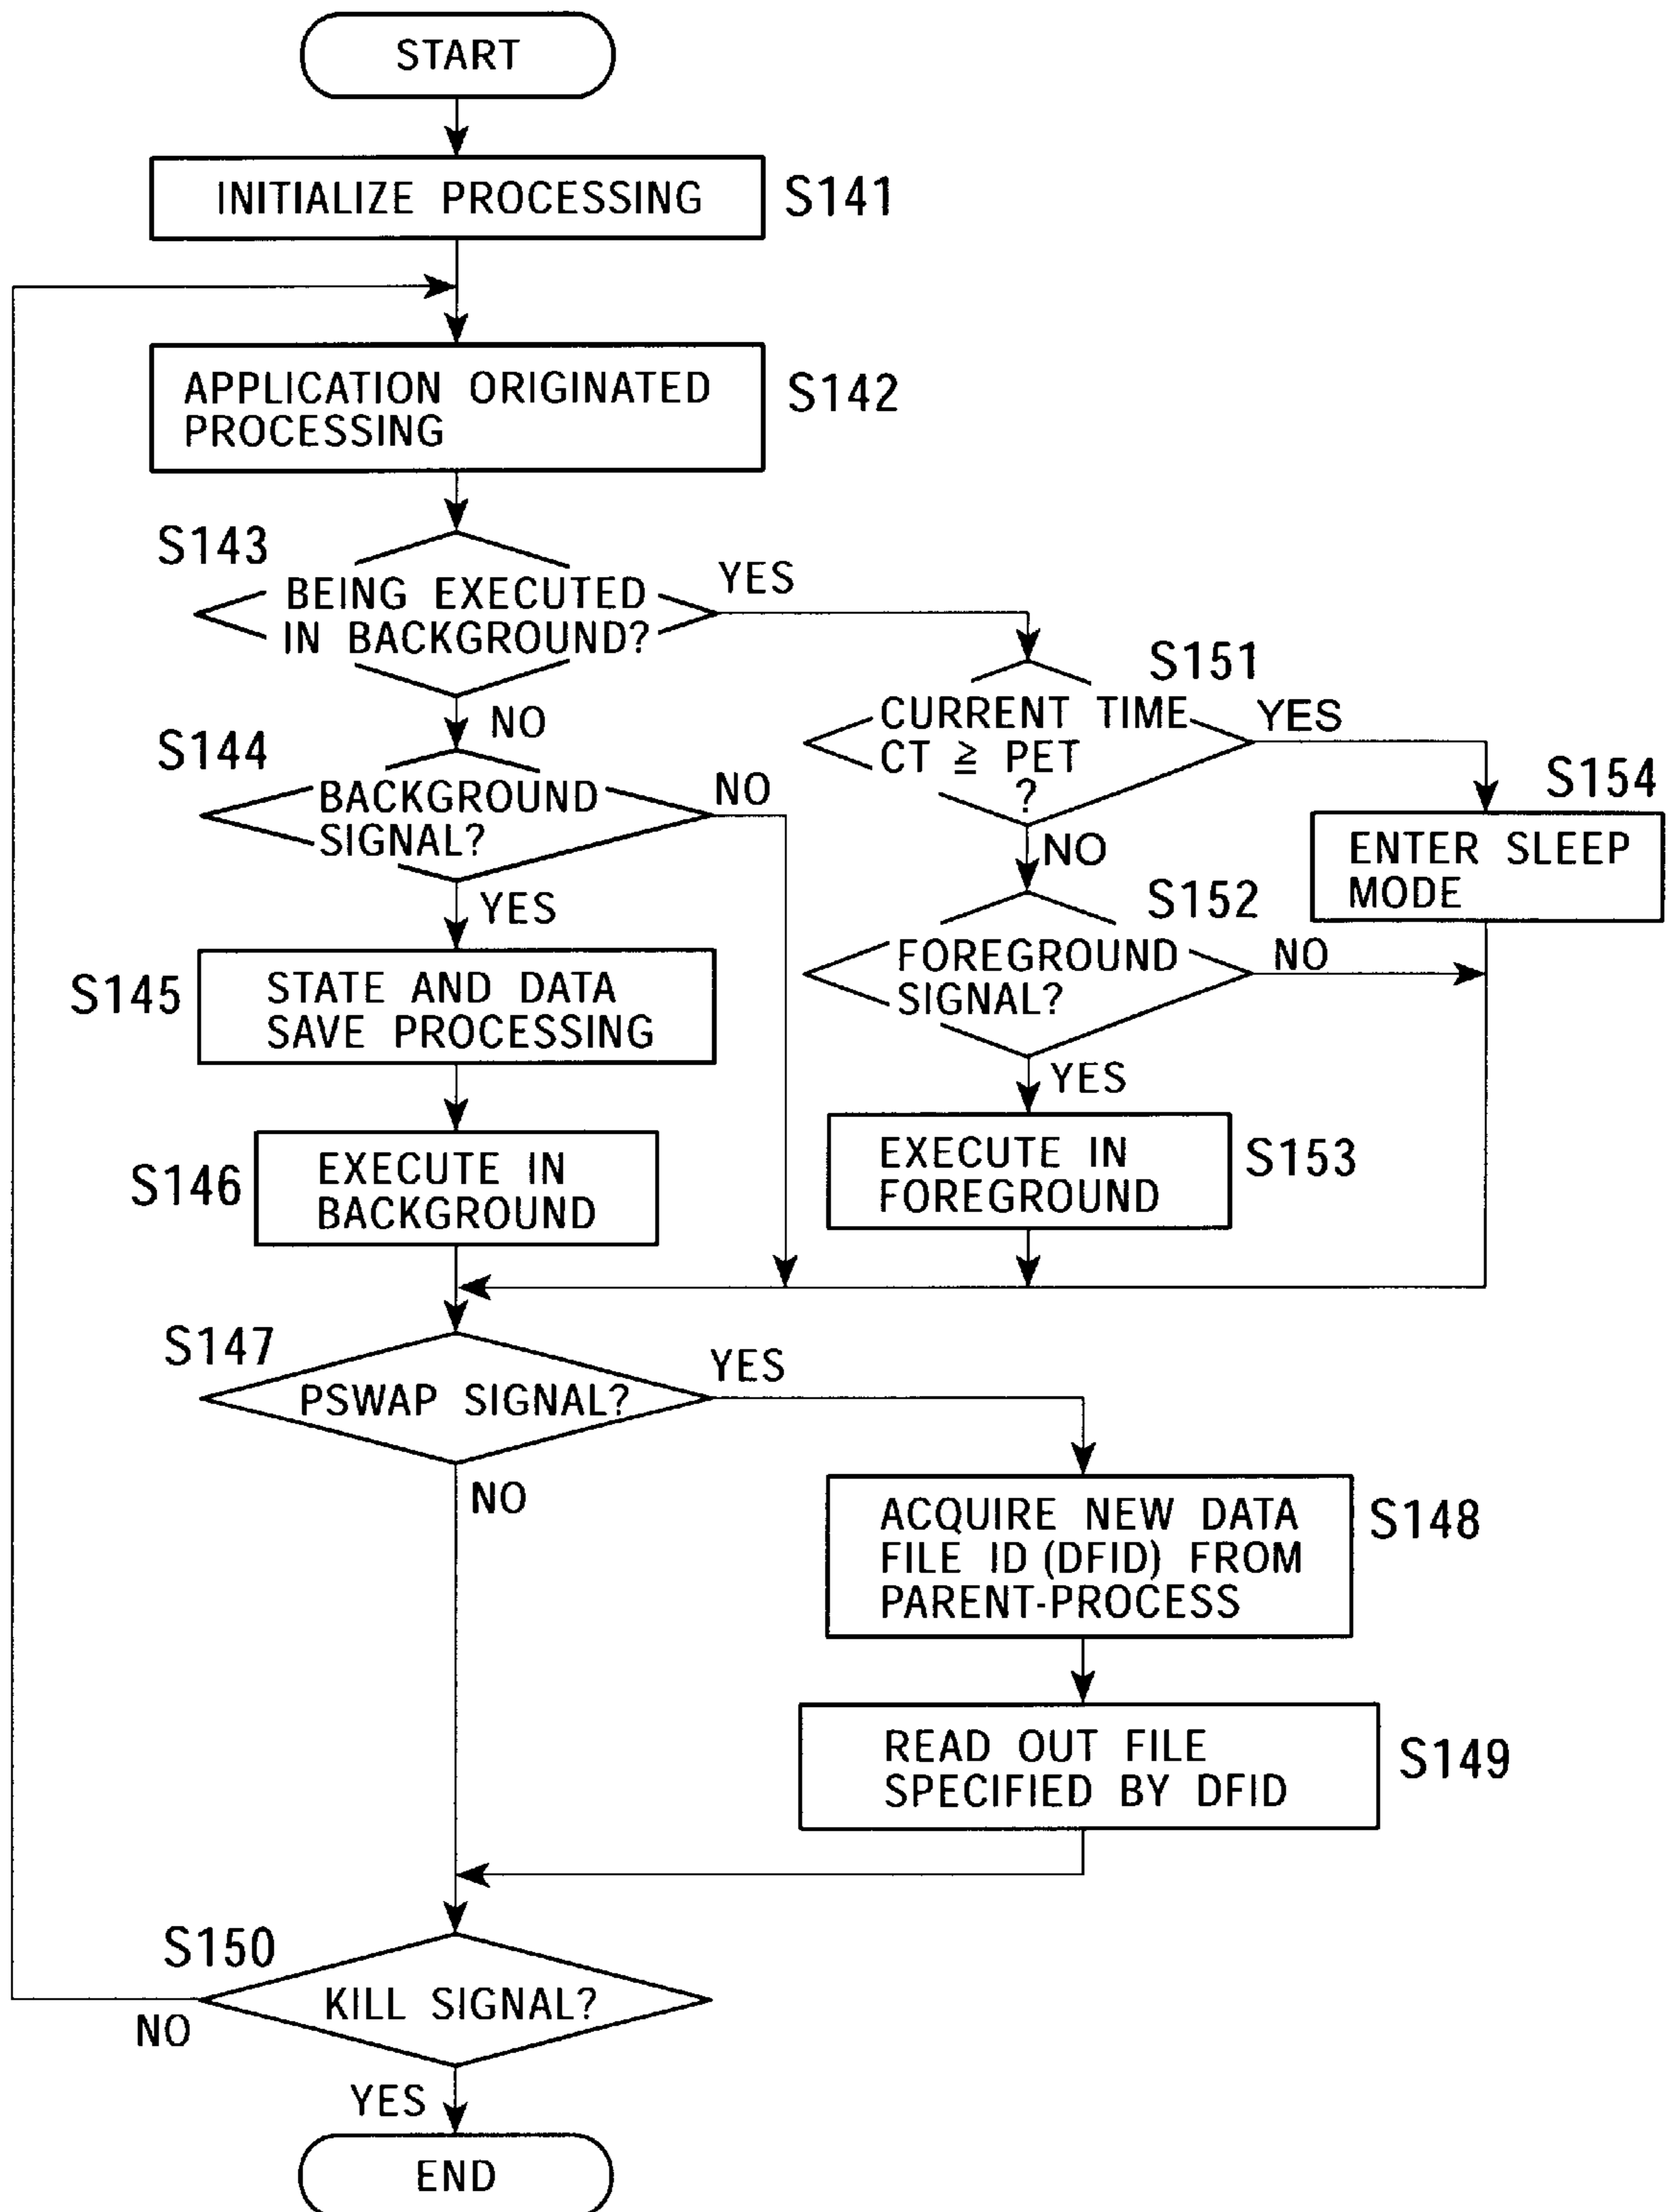 START
INITIALIZE PROCESSING
S141
APPLICATION ORIGINATED
PROCESSING
S142
S143
BEING EXECUTED
IN BACKGROUND?
YES
NO
S151
CURRENT TIME
CT ≧ PET
?
YES
NO
S154
ENTER SLEEP
MODE
S144
BACKGROUND
SIGNAL?
NO
YES
S152
FOREGROUND
SIGNAL?
NO
YES
S145
STATE AND DATA
SAVE PROCESSING
S146
EXECUTE IN
BACKGROUND
EXECUTE IN
FOREGROUND
S153
S147
PSWAP SIGNAL?
YES
NO
ACQUIRE NEW DATA
FILE ID (DFID) FROM
PARENT-PROCESS
S148
READ OUT FILE
SPECIFIED BY DFID
S149
S150
KILL SIGNAL?
NO
YES
END